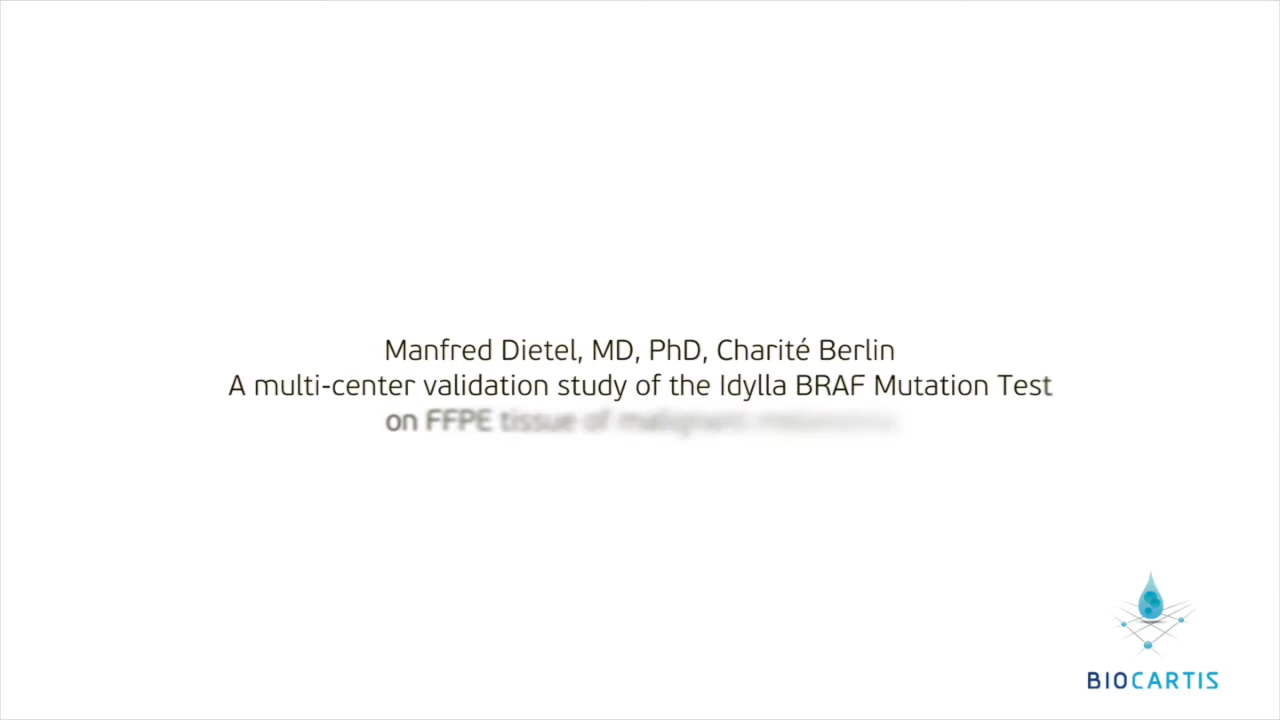 Manfred Dietel, MD, PhD, Charité Berlin
A multi-center validation study of the Idylla BRAF Mutation Test
on FFPE tissue of malignant
BIOCARTIS